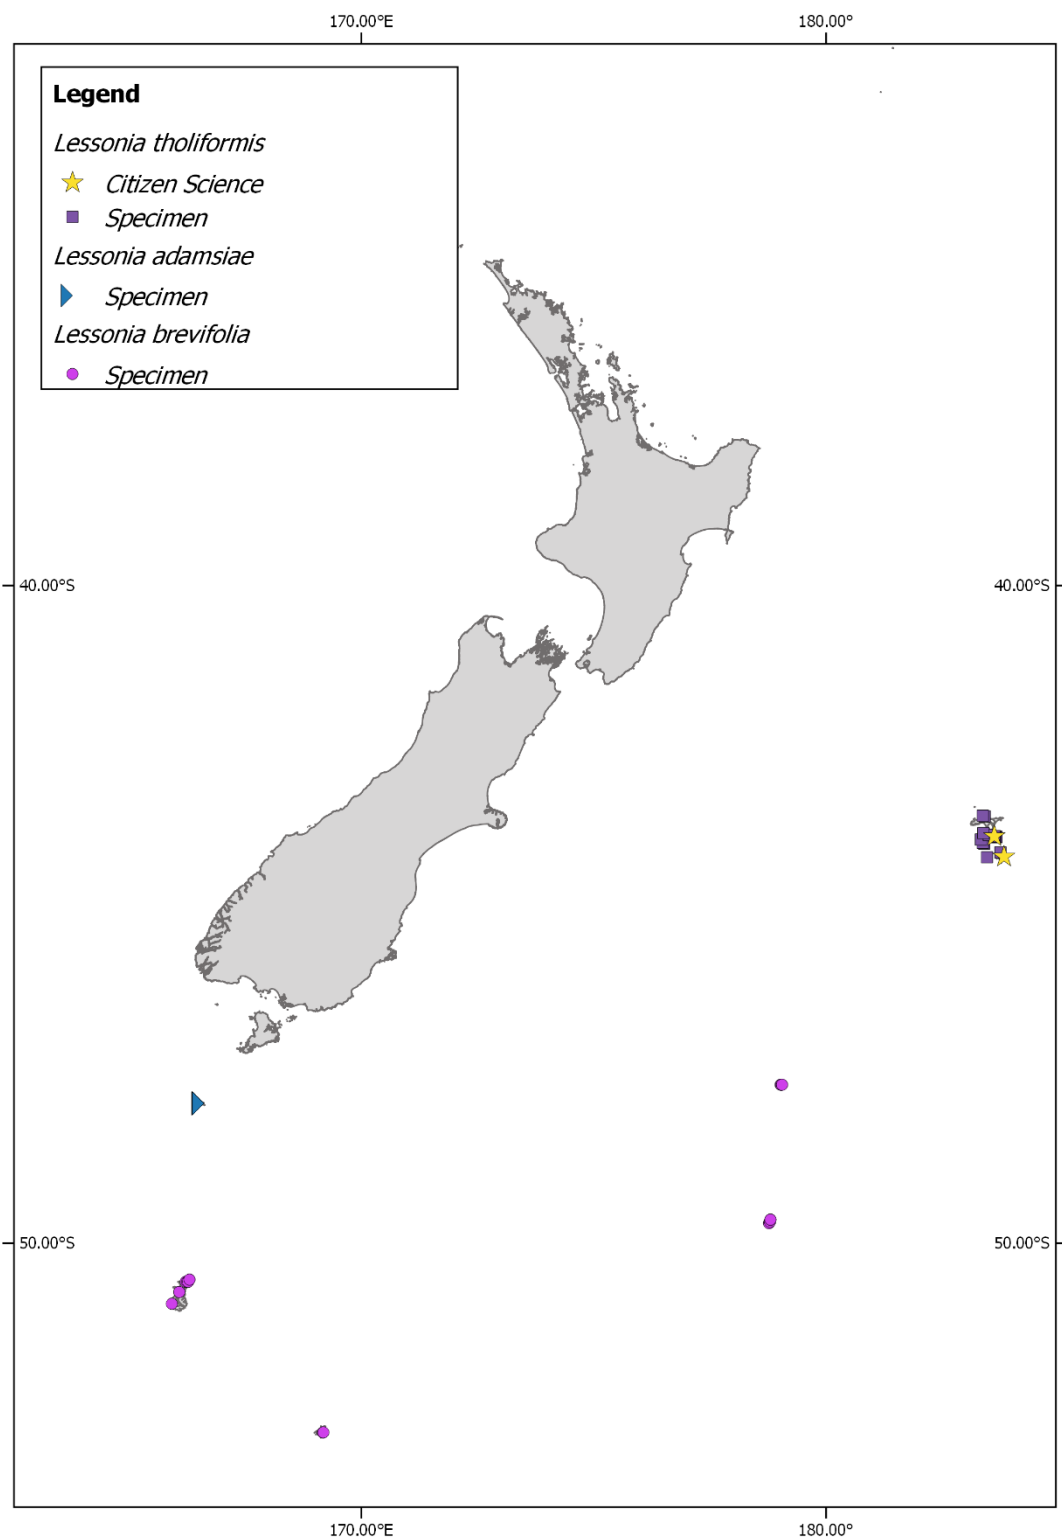 170.00°E
180.00°
Legend
Lessonia tholiformis
Citizen Science
Specimen
Lessonia adamsiae
Specimen
Lessonia brevifolia
Specimen
40.00°S
40.00°S
50.00°S
50.00°S
170.00°E
180.00°